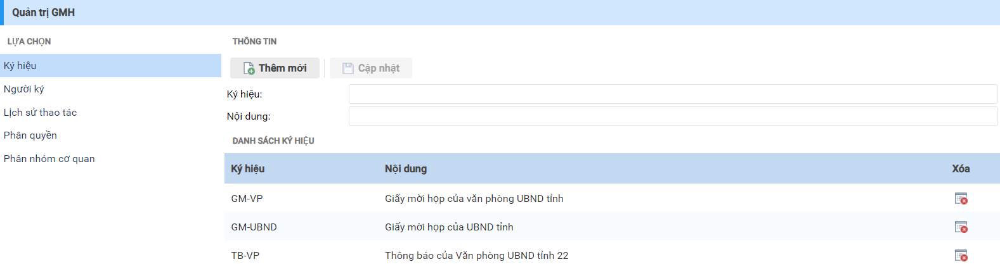 Quản trị GMH
LỰA CHỌN
Ký hiệu
Người ký
Lịch sử thao tác
Phân quyền
Phân nhóm cơ quan
THÔNG TIN
Thêm mới Cập nhật
Ký hiệu:
Nội dung:
DANH SÁCH KÝ HIỆU
Ký hiệu Nội dung Xóa
GM-VP Giấy mời họp của văn phòng UBND tỉnh
GM-UBND Giấy mời họp của UBND tỉnh
TB-VP Thông báo của Văn phòng UBND tỉnh 22